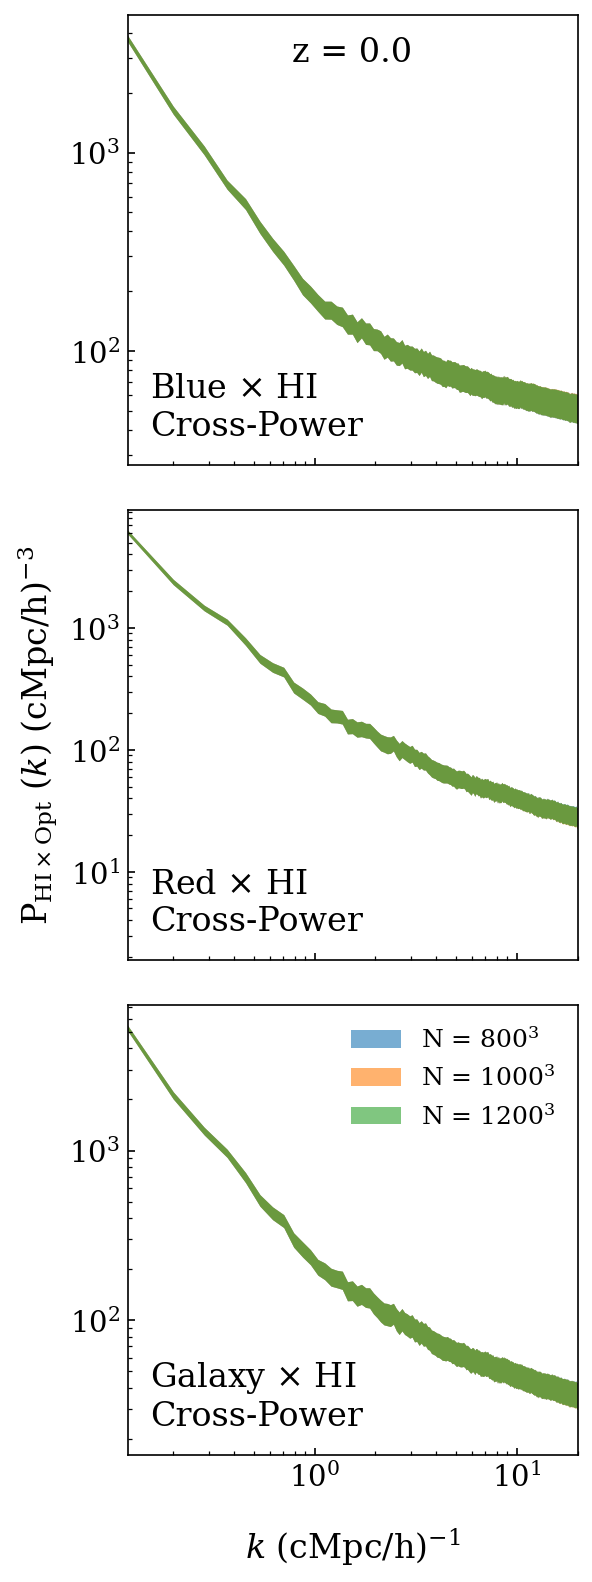 z = 0.0
10³
10²
Blue × HI
Cross-Power
10³
10²
10¹
Red × HI
Cross-Power
P_HI×Opt (k) (cMpc/h)⁻³
N = 800³
N = 1000³
N = 1200³
10³
10²
Galaxy × HI
Cross-Power
10⁰ 10¹
k (cMpc/h)⁻¹